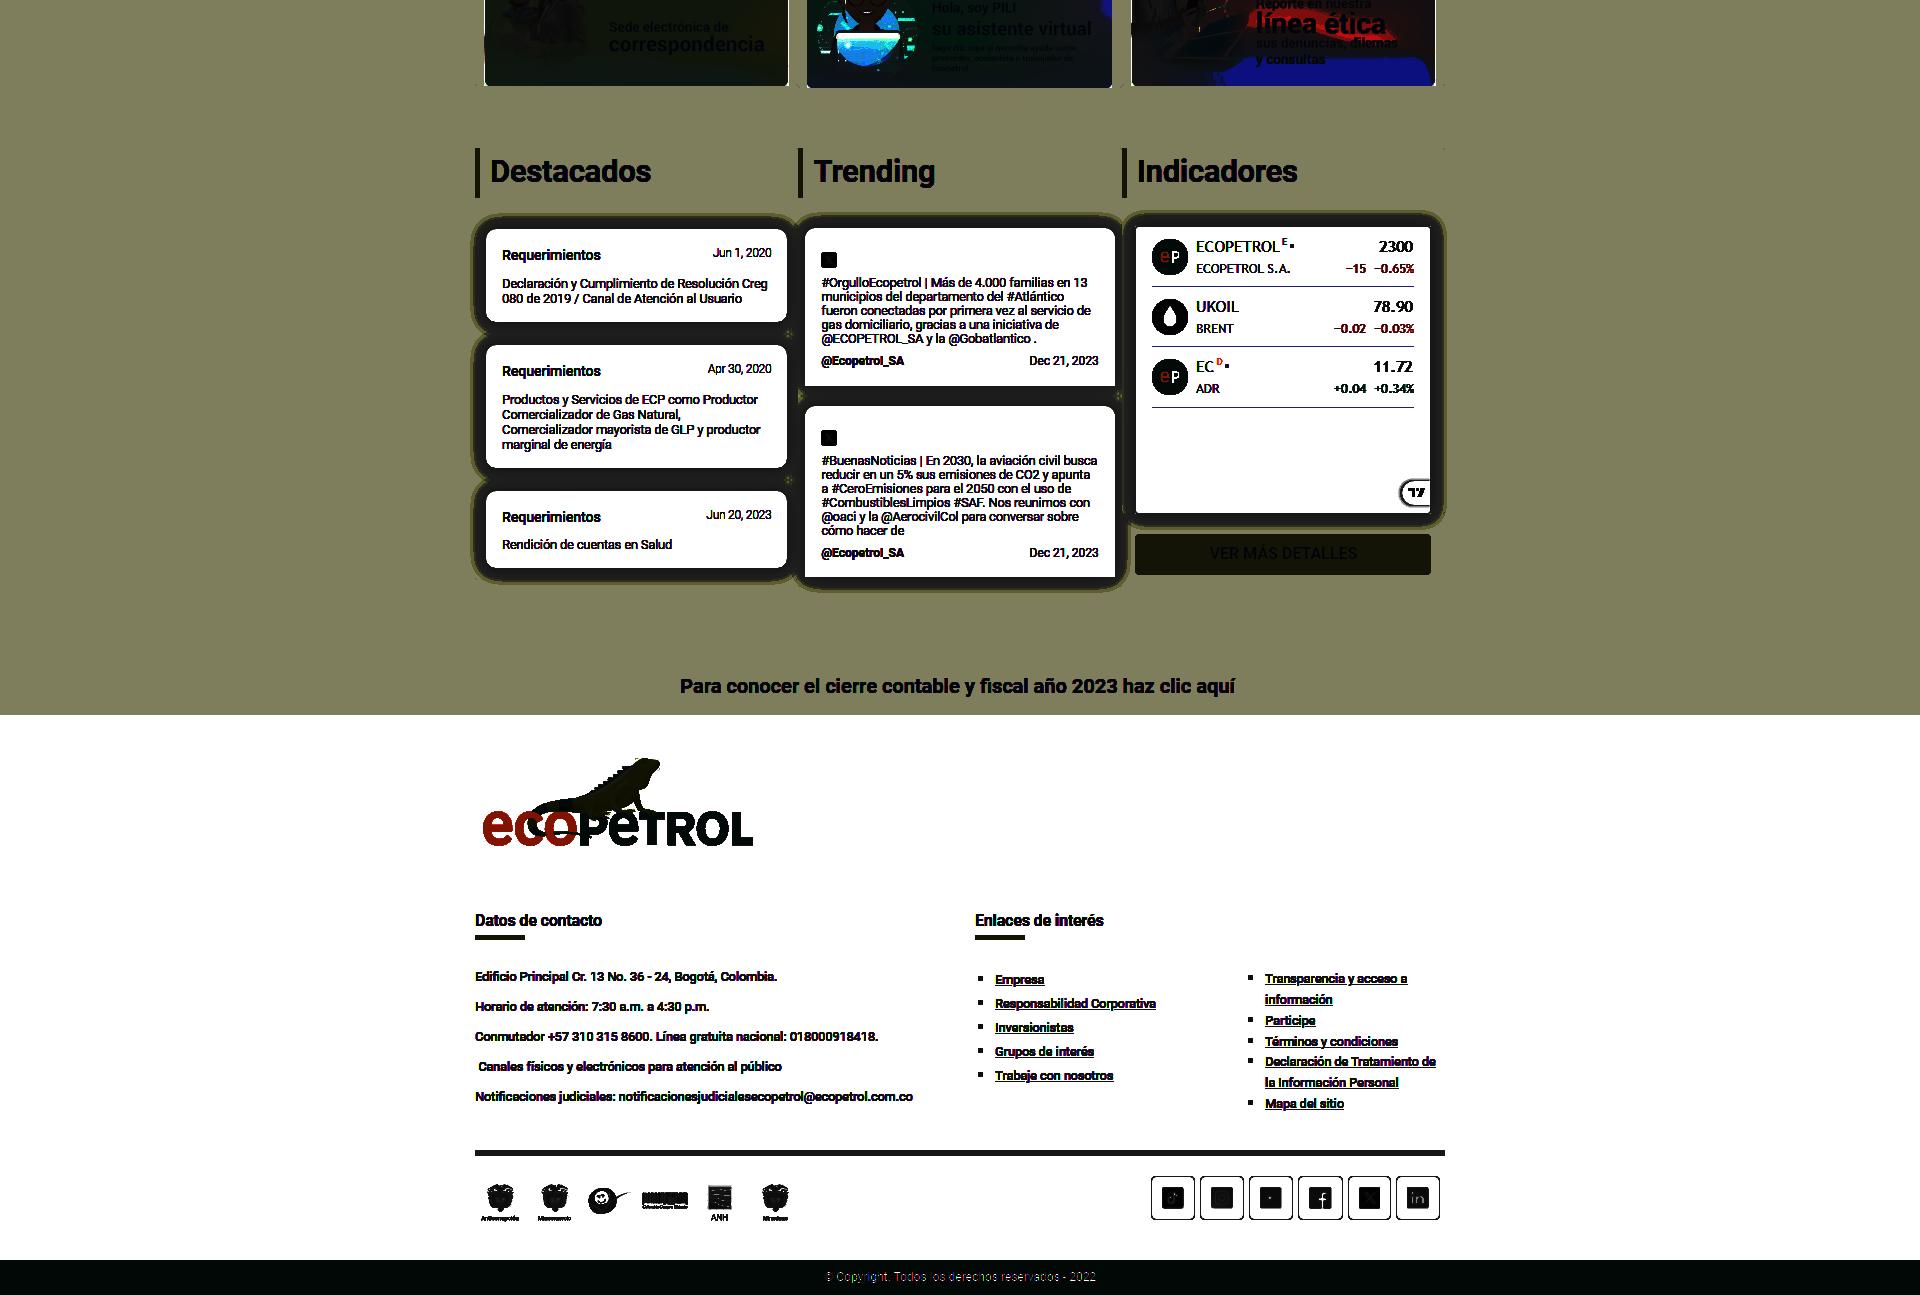 Sede electrónica de
correspondencia
Hola, soy PILI
su asistente virtual
Reporte en nuestra
línea ética
sus denuncias, dilemas
y consultas
Destacados
Requerimientos Jun 1, 2020
Declaración y Cumplimiento de Resolución Creg
080 de 2019 / Canal de Atención al Usuario
Requerimientos Apr 30, 2020
Productos y Servicios de ECP como Productor
Comercializador de Gas Natural,
Comercializador mayorista de GLP y productor
marginal de energía
Requerimientos Jun 20, 2023
Rendición de cuentas en Salud
Trending
#OrgulloEcopetrol | Más de 4.000 familias en 13
municipios del departamento del #Atlántico
fueron conectadas por primera vez al servicio de
gas domiciliario, gracias a una iniciativa de
@ECOPETROL_SA y la @Gobatlantico .
@Ecopetrol_SA Dec 21, 2023
#BuenasNoticias | En 2030, la aviación civil busca
reducir en un 5% sus emisiones de CO2 y apunta
a #CeroEmisiones para el 2050 con el uso de
#CombustiblesLimpios #SAF. Nos reunimos con
@oaci y la @AerocivilCol para conversar sobre
cómo hacer de
@Ecopetrol_SA Dec 21, 2023
Indicadores
eP ECOPETROL E 2300
ECOPETROL S.A. −15 −0.65%
UKOIL 78.90
BRENT −0.02 −0.03%
eP EC D 11.72
ADR +0.04 +0.34%
VER MÁS DETALLES
Para conocer el cierre contable y fiscal año 2023 haz clic aquí
ecopetrol
Datos de contacto
Edificio Principal Cr. 13 No. 36 - 24, Bogotá, Colombia.
Horario de atención: 7:30 a.m. a 4:30 p.m.
Conmutador +57 310 315 8600. Línea gratuita nacional: 018000918418.
Canales físicos y electrónicos para atención al público
Notificaciones judiciales: notificacionesjudicialesecopetrol@ecopetrol.com.co
Enlaces de interés
Empresa
Responsabilidad Corporativa
Inversionistas
Grupos de interés
Trabaje con nosotros
Transparencia y acceso a
información
Participe
Términos y condiciones
Declaración de Tratamiento de
la Información Personal
Mapa del sitio
ANH
© Copyright. Todos los derechos reservados - 2022